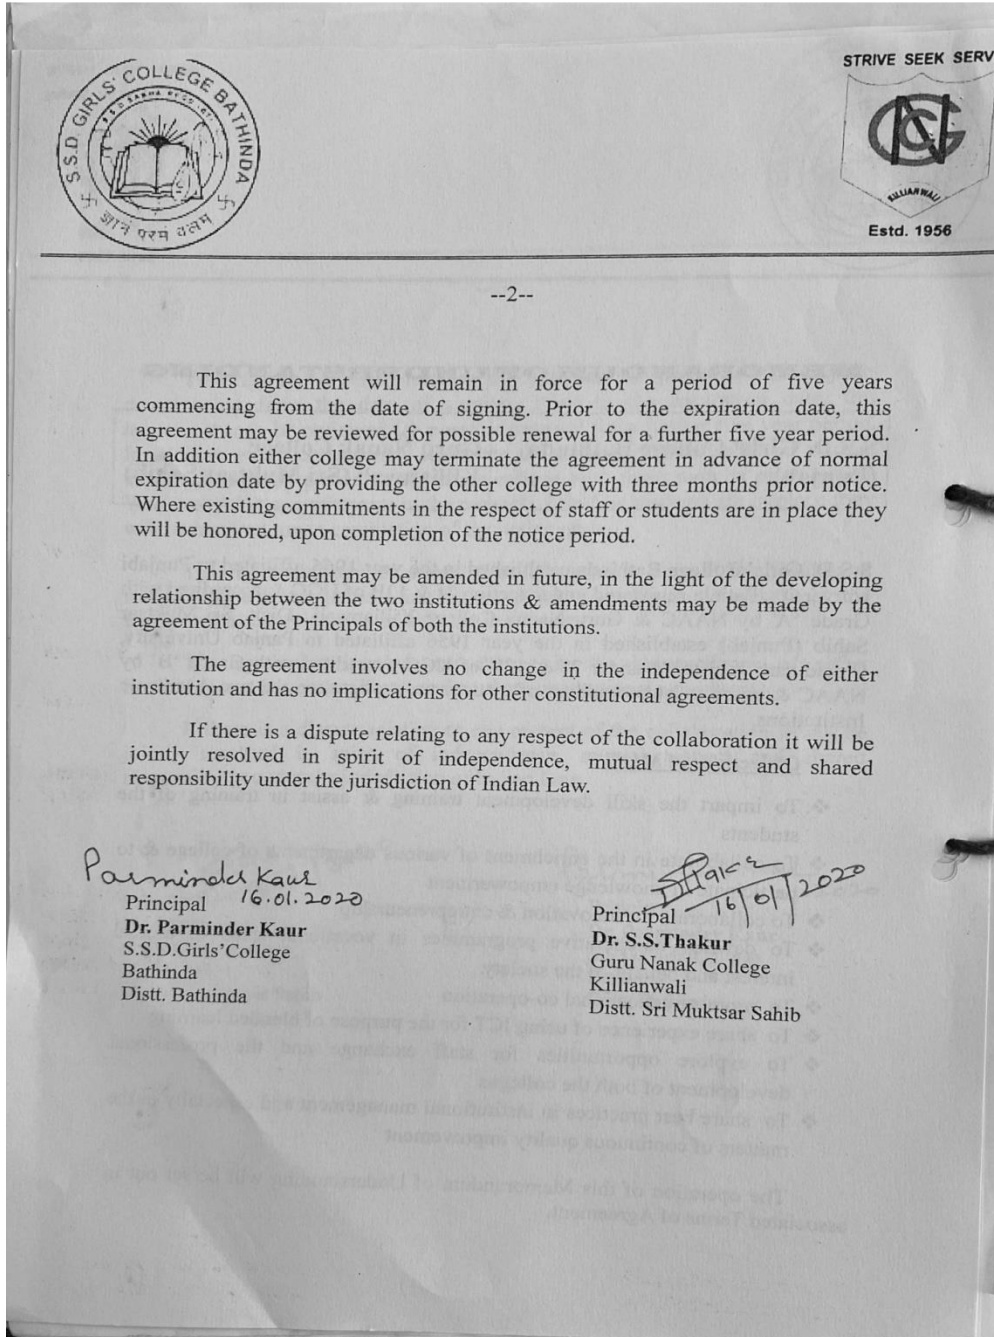 S.S.D. GIRLS' COLLEGE BATHINDA
ज्ञानं परमं बलम्
STRIVE SEEK SERV
GNC
KILLIANWALI
Estd. 1956
--2--
This agreement will remain in force for a period of five years
commencing from the date of signing. Prior to the expiration date, this
agreement may be reviewed for possible renewal for a further five year period.
In addition either college may terminate the agreement in advance of normal
expiration date by providing the other college with three months prior notice.
Where existing commitments in the respect of staff or students are in place they
will be honored, upon completion of the notice period.
This agreement may be amended in future, in the light of the developing
relationship between the two institutions & amendments may be made by the
agreement of the Principals of both the institutions.
The agreement involves no change in the independence of either
institution and has no implications for other constitutional agreements.
If there is a dispute relating to any respect of the collaboration it will be
jointly resolved in spirit of independence, mutual respect and shared
responsibility under the jurisdiction of Indian Law.
Parminder Kaur
16.01.2020
Principal
Dr. Parminder Kaur
S.S.D.Girls'College
Bathinda
Distt. Bathinda
16/01/2020
Principal
Dr. S.S.Thakur
Guru Nanak College
Killianwali
Distt. Sri Muktsar Sahib